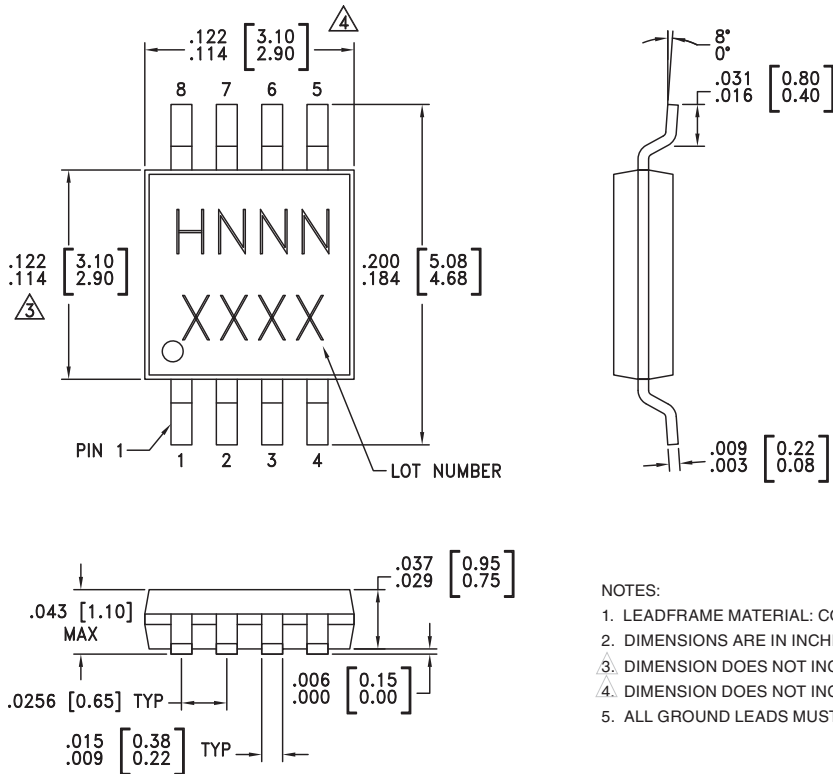 .122 [3.10]
.114 [2.90]
4
8 7 6 5
HNNN
XXXX
.122 [3.10]
.114 [2.90]
3
.200 [5.08]
.184 [4.68]
PIN 1
1 2 3 4
LOT NUMBER
8°
0°
.031 [0.80]
.016 [0.40]
.009 [0.22]
.003 [0.08]
.043 [1.10]
MAX
.037 [0.95]
.029 [0.75]
.0256 [0.65] TYP
.006 [0.15]
.000 [0.00]
.015 [0.38]
.009 [0.22]
TYP
NOTES:
1. LEADFRAME MATERIAL:
2. DIMENSIONS ARE IN
3. DIMENSION DOES NOT
4. DIMENSION DOES NOT
5. ALL GROUND LEADS MUST